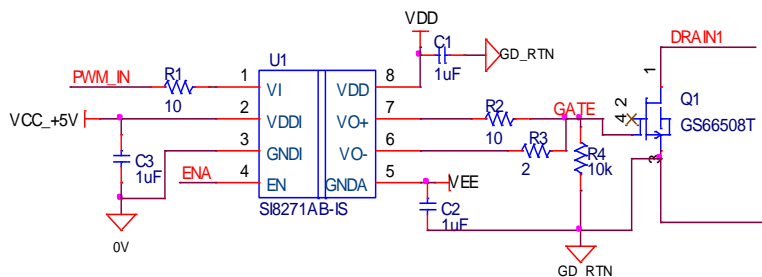 VDD
C1
1uF
GD_RTN
DRAIN1
U1
PWM_IN
R1
10
1
VI
VDD
8
1
Q1
GS66508T
VCC_+5V
2
VDDI
VO+
7
R2
10
GATE
2
4
3
GNDI
VO-
6
R3
2
R4
10k
3
C3
1uF
ENA
4
EN
GNDA
5
VEE
SI8271AB-IS
C2
1uF
0V
GD_RTN